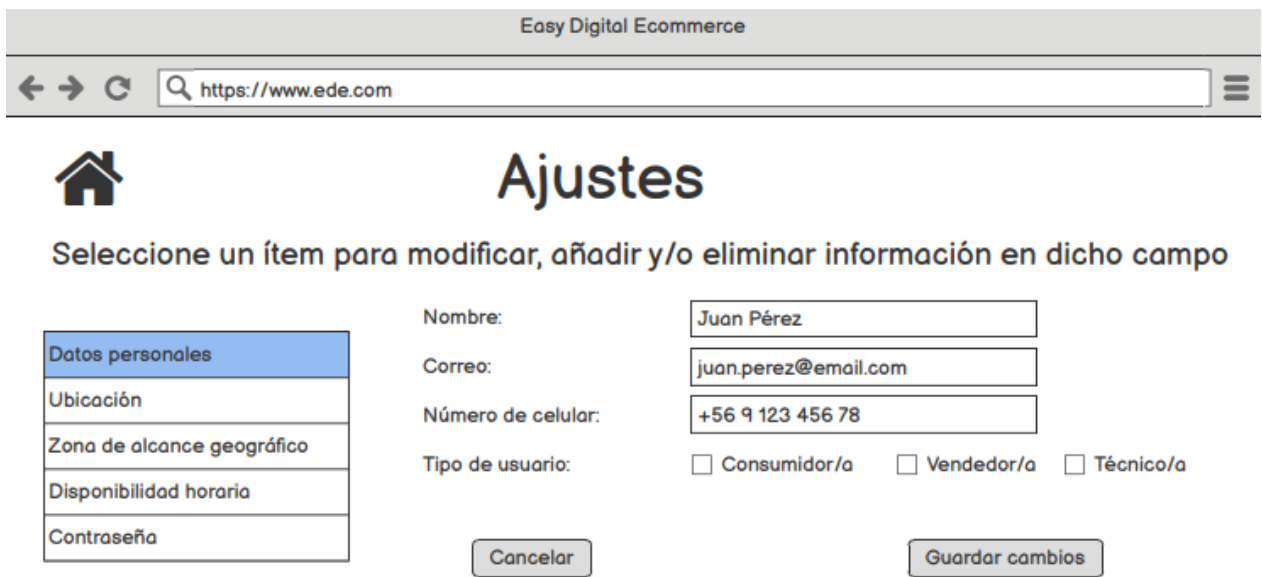 Easy Digital Ecommerce
https://www.ede.com
Ajustes
Seleccione un ítem para modificar, añadir y/o eliminar información en dicho campo
Datos personales
Ubicación
Zona de alcance geográfico
Disponibilidad horaria
Contraseña
Nombre: Juan Pérez
Correo: juan.perez@email.com
Número de celular: +56 9 123 456 78
Tipo de usuario: Consumidor/a Vendedor/a Técnico/a
Cancelar Guardar cambios